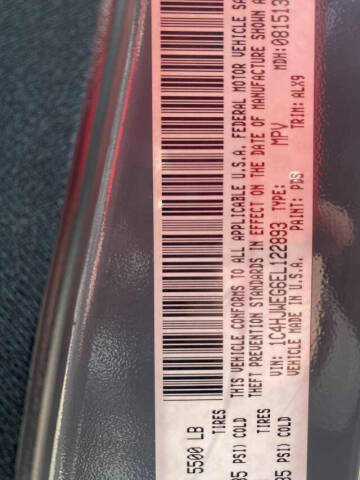 5500 LB
TIRES
85 PSI) COLD
TIRES
85 PSI) COLD
THIS VEHICLE CONFORMS TO ALL APPLICABLE U.S.A. FEDERAL MOTOR VEHICLE SA
THEFT PREVENTION STANDARDS IN EFFECT ON THE DATE OF MANUFACTURE SHOWN A
VIN: 1C4HJWEG6EL122893 TYPE: MPV MDH:081513
VEHICLE MADE IN U.S.A. PAINT: PDS TRIM: ALX9